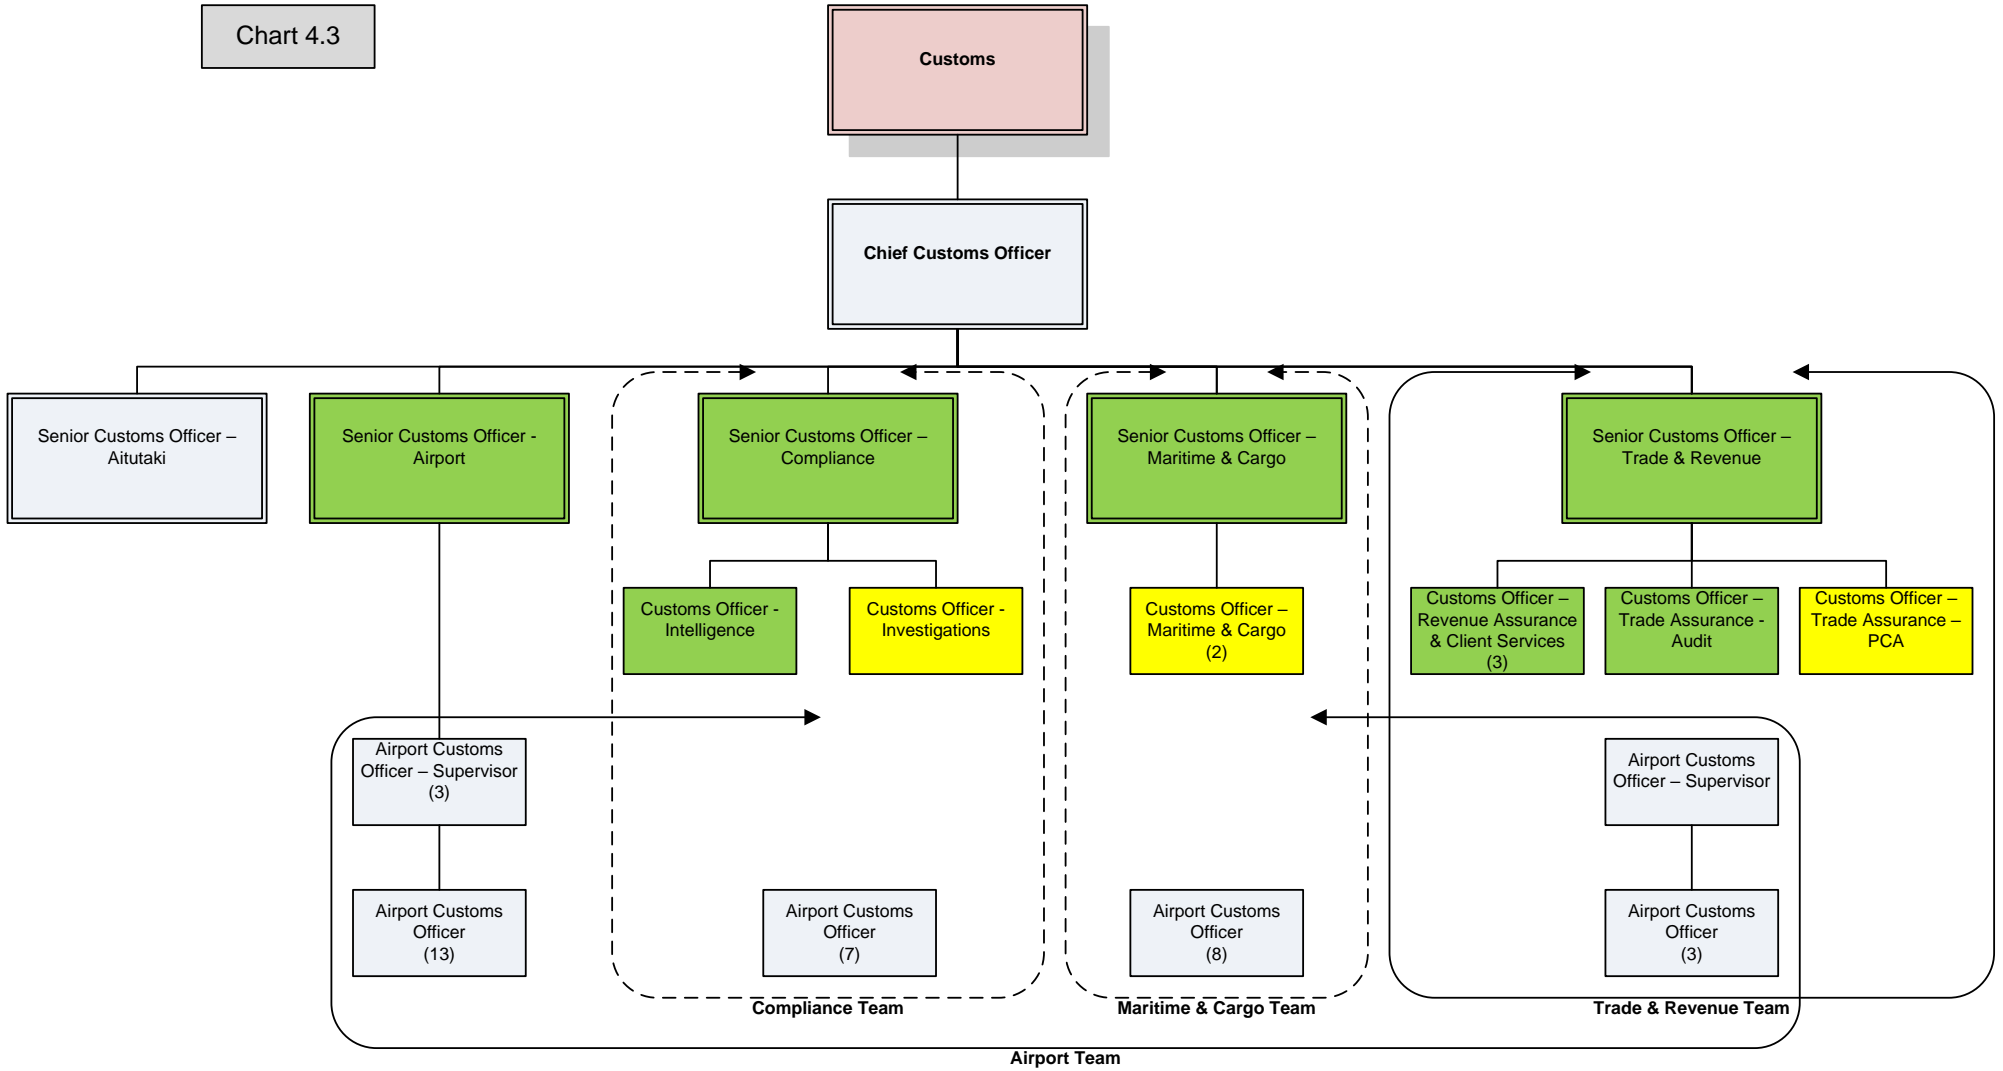 Chart 4.3
Customs
Chief Customs Officer
Senior Customs Officer –
Aitutaki
Senior Customs Officer -
Airport
Senior Customs Officer –
Compliance
Senior Customs Officer –
Maritime & Cargo
Senior Customs Officer –
Trade & Revenue
Customs Officer -
Intelligence
Customs Officer -
Investigations
Customs Officer –
Maritime & Cargo
(2)
Customs Officer –
Revenue Assurance
& Client Services
(3)
Customs Officer –
Trade Assurance -
Audit
Customs Officer –
Trade Assurance –
PCA
Airport Customs
Officer – Supervisor
(3)
Airport Customs
Officer – Supervisor
Airport Customs
Officer
(13)
Airport Customs
Officer
(7)
Airport Customs
Officer
(8)
Airport Customs
Officer
(3)
Compliance Team
Maritime & Cargo Team
Trade & Revenue Team
Airport Team